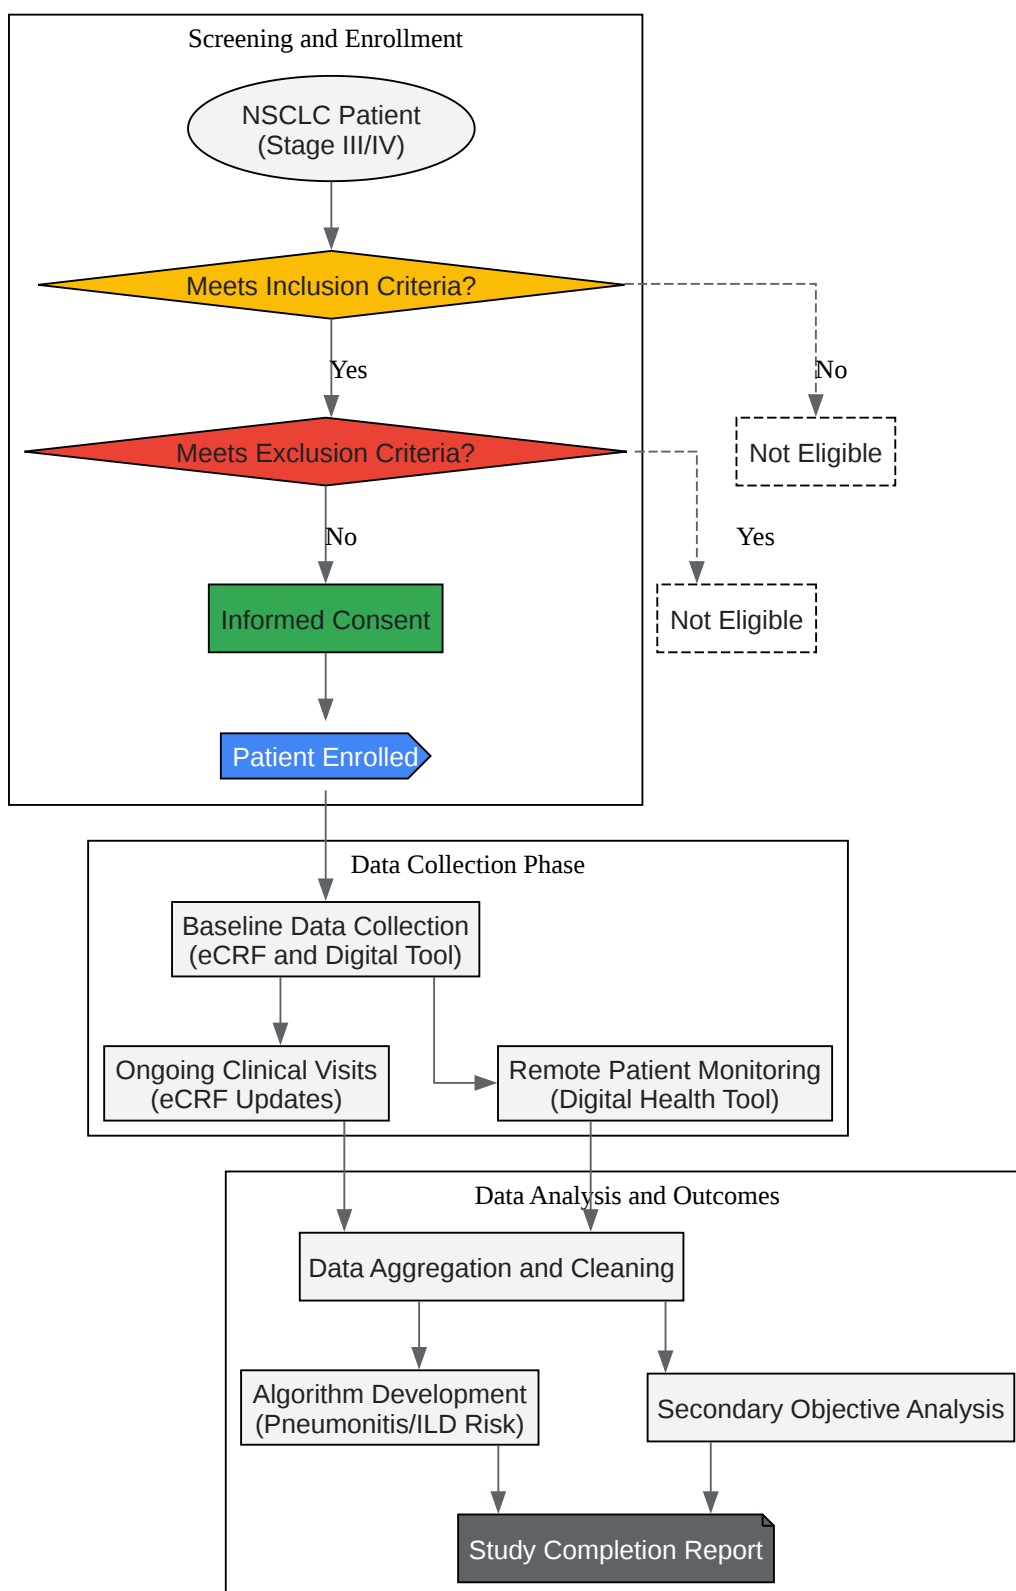 Screening and Enrollment
NSCLC Patient
(Stage III/IV)
Meets Inclusion Criteria?
Yes
No
Meets Exclusion Criteria?
Not Eligible
No
Yes
Informed Consent
Not Eligible
Patient Enrolled
Data Collection Phase
Baseline Data Collection
(eCRF and Digital Tool)
Ongoing Clinical Visits
(eCRF Updates)
Remote Patient Monitoring
(Digital Health Tool)
Data Analysis and Outcomes
Data Aggregation and Cleaning
Algorithm Development
(Pneumonitis/ILD Risk)
Secondary Objective Analysis
Study Completion Report